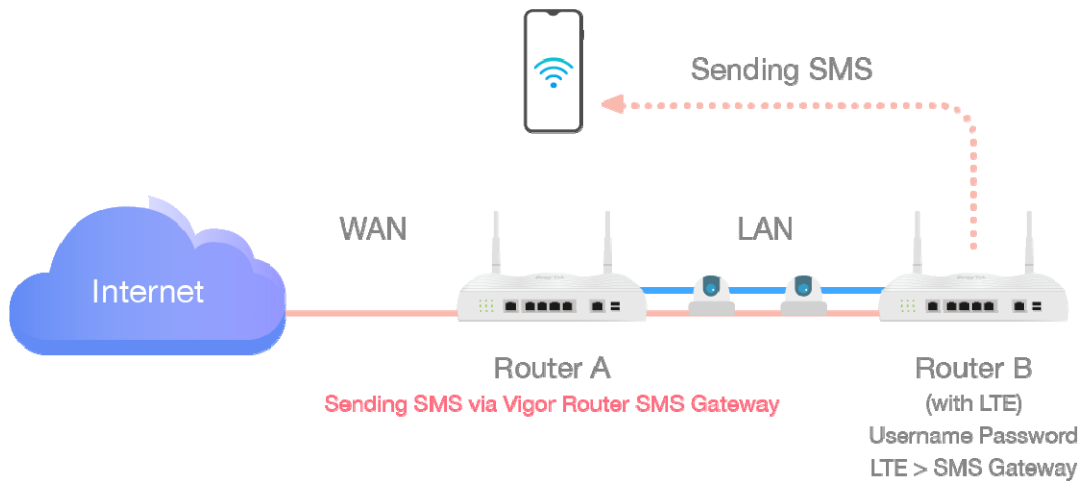 Sending SMS
WAN
LAN
Internet
Router A
Sending SMS via Vigor Router SMS Gateway
Router B
(with LTE)
Username Password
LTE > SMS Gateway